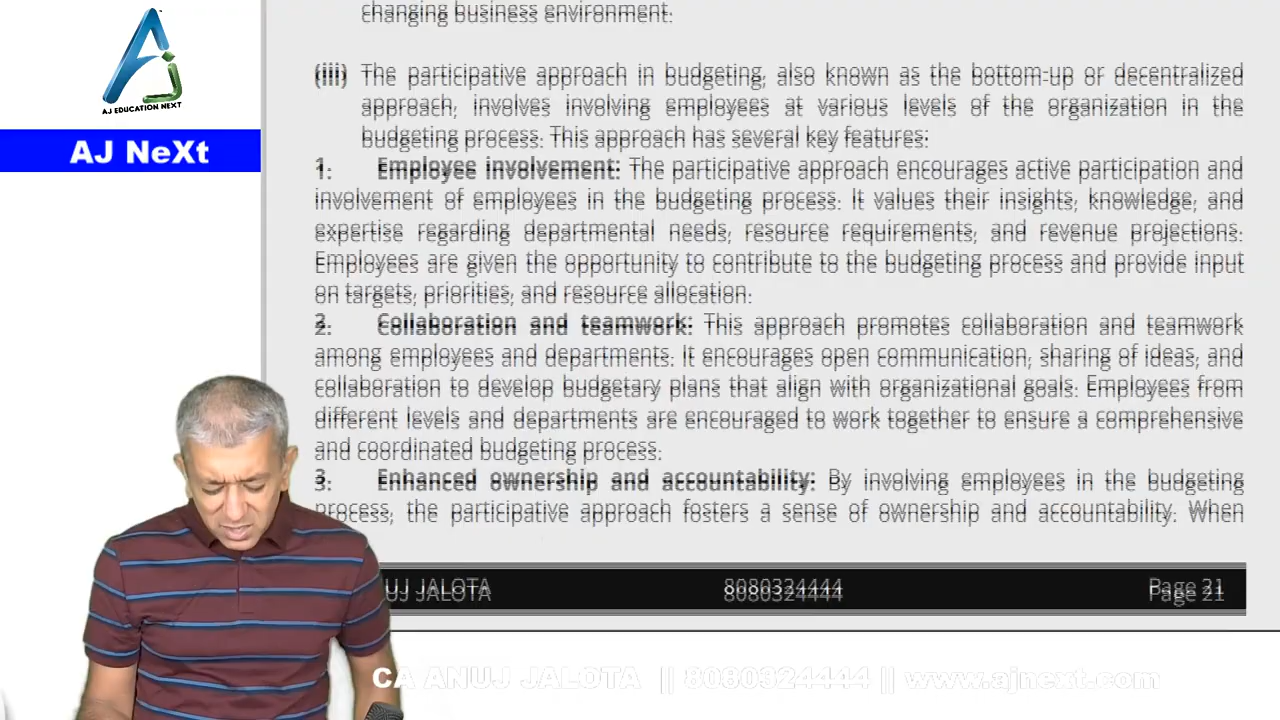 AJ EDUCATION NEXT
AJ NeXt
changing business environment.
(iii) The participative approach in budgeting, also known as the bottom-up or decentralized
approach, involves involving employees at various levels of the organization in the
budgeting process. This approach has several key features:
1. Employee involvement: The participative approach encourages active participation and
involvement of employees in the budgeting process. It values their insights, knowledge, and
expertise regarding departmental needs, resource requirements, and revenue projections.
Employees are given the opportunity to contribute to the budgeting process and provide input
on targets, priorities, and resource allocation.
2. Collaboration and teamwork: This approach promotes collaboration and teamwork
among employees and departments. It encourages open communication, sharing of ideas, and
collaboration to develop budgetary plans that align with organizational goals. Employees from
different levels and departments are encouraged to work together to ensure a comprehensive
and coordinated budgeting process.
3. Enhanced ownership and accountability: By involving employees in the budgeting
process, the participative approach fosters a sense of ownership and accountability. When
UJ JALOTA 8080324444 Page 21
CA ANUJ JALOTA || 8080324444 || www.ajnext.com